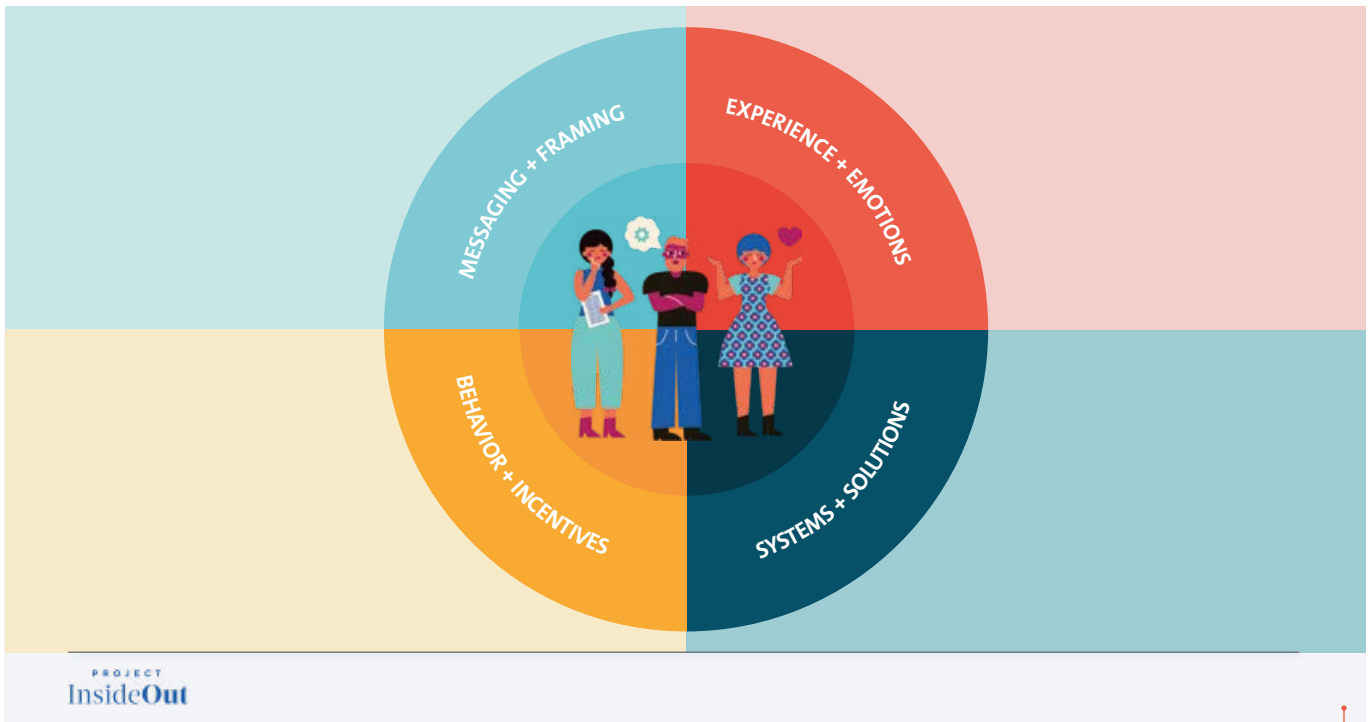 MESSAGING + FRAMING
EXPERIENCE + EMOTIONS
BEHAVIOR + INCENTIVES
SYSTEMS + SOLUTIONS
PROJECT
InsideOut